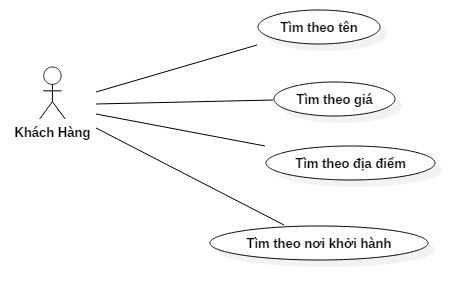 Tìm theo tên
Tìm theo giá
Khách Hàng
Tìm theo địa điểm
Tìm theo nơi khởi hành